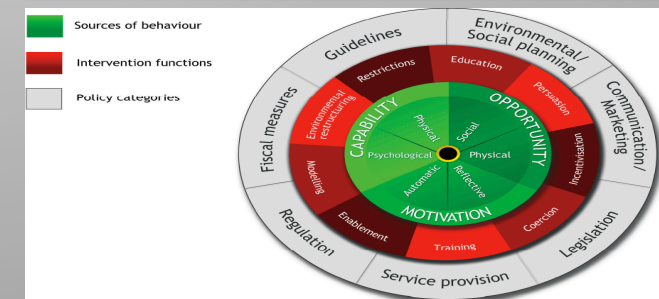 Sources of behaviour
Intervention functions
Policy categories
Guidelines
Environmental/
Social planning
Communication/
Marketing
Legislation
Service provision
Regulation
Fiscal measures
Restrictions
Education
Persuasion
Incentivisation
Coercion
Training
Enablement
Modelling
Environmental
restructuring
CAPABILITY
OPPORTUNITY
MOTIVATION
Physical
Social
Psychological
Physical
Automatic
Reflective